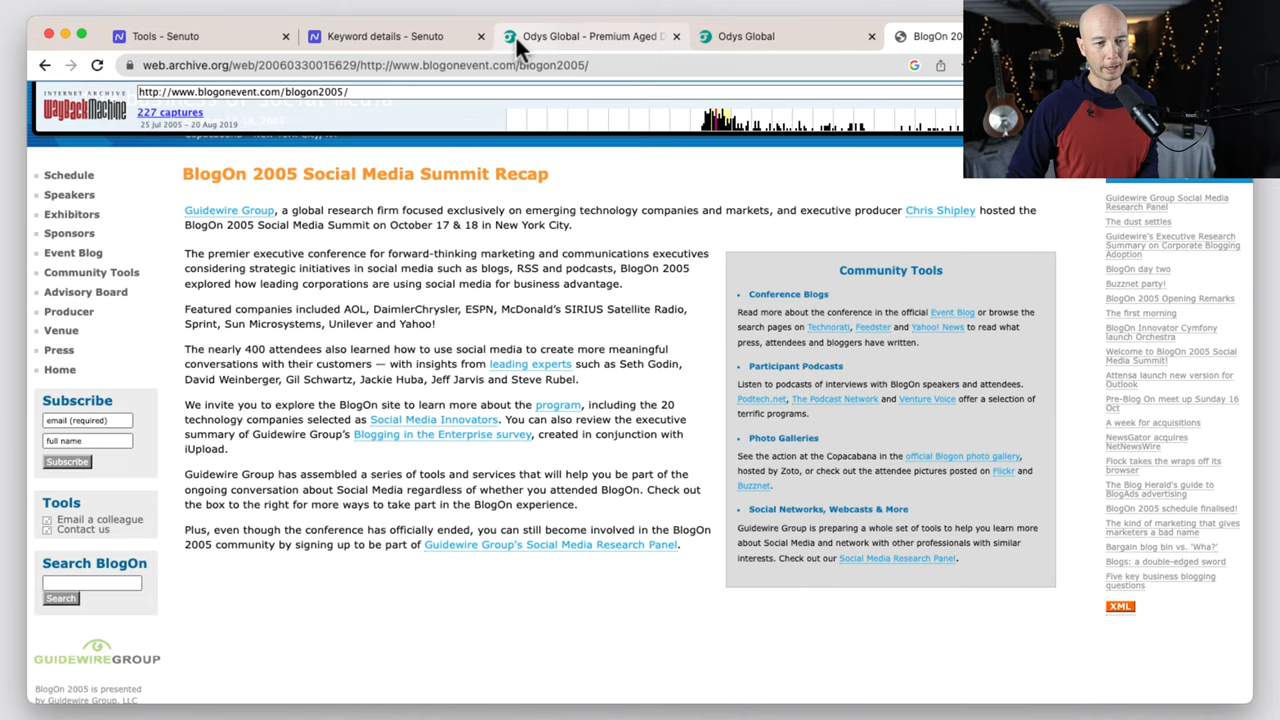 Tools - Senuto
Keyword details - Senuto
Odys Global - Premium Aged D
Odys Global
BlogOn 20
web.archive.org/web/20060330015629/http://www.blogonevent.com/blogon2005/
INTERNET ARCHIVE
WayBackMachine
http://www.blogonevent.com/blogon2005/
227 captures
25 Jul 2005 - 20 Aug 2019
Schedule
Speakers
Exhibitors
Sponsors
Event Blog
Community Tools
Advisory Board
Producer
Venue
Press
Home
Subscribe
email (required)
full name
Subscribe
Tools
Email a colleague
Contact us
Search BlogOn
Search
GUIDEWIREGROUP
BlogOn 2005 is presented
by Guidewire Group, LLC
BlogOn 2005 Social Media Summit Recap
Guidewire Group, a global research firm focused exclusively on emerging technology companies and markets, and executive producer Chris Shipley hosted the
BlogOn 2005 Social Media Summit on October 17 & 18 in New York City.
The premier executive conference for forward-thinking marketing and communications executives
considering strategic initiatives in social media such as blogs, RSS and podcasts, BlogOn 2005
explored how leading corporations are using social media for business advantage.
Featured companies included AOL, DaimlerChrysler, ESPN, McDonald's SIRIUS Satellite Radio,
Sprint, Sun Microsystems, Unilever and Yahoo!
The nearly 400 attendees also learned how to use social media to create more meaningful
conversations with their customers — with insights from leading experts such as Seth Godin,
David Weinberger, Gil Schwartz, Jackie Huba, Jeff Jarvis and Steve Rubel.
We invite you to explore the BlogOn site to learn more about the program, including the 20
technology companies selected as Social Media Innovators. You can also review the executive
summary of Guidewire Group's Blogging in the Enterprise survey, created in conjunction with
iUpload.
Guidewire Group has assembled a series of tools and services that will help you be part of the
ongoing conversation about Social Media regardless of whether you attended BlogOn. Check out
the box to the right for more ways to take part in the BlogOn experience.
Plus, even though the conference has officially ended, you can still become involved in the BlogOn
2005 community by signing up to be part of Guidewire Group's Social Media Research Panel.
Community Tools
Conference Blogs
Read more about the conference in the official Event Blog or browse the
search pages on Technorati, Feedster and Yahoo! News to read what
press, attendees and bloggers have written.
Participant Podcasts
Listen to podcasts of interviews with BlogOn speakers and attendees.
Podtech.net, The Podcast Network and Venture Voice offer a selection of
terrific programs.
Photo Galleries
See the action at the Copacabana in the official Blogon photo gallery,
hosted by Zoto, or check out the attendee pictures posted on Flickr and
Buzznet.
Social Networks, Webcasts & More
Guidewire Group is preparing a whole set of tools to help you learn more
about Social Media and network with other professionals with similar
interests. Check out our Social Media Research Panel.
Guidewire Group Social Media
Research Panel
The dust settles
Guidewire's Executive Research
Summary on Corporate Blogging
Adoption
BlogOn day two
Buzznet party!
BlogOn 2005 Opening Remarks
The first morning
BlogOn Innovator Cymfony
launch Orchestra
Welcome to BlogOn 2005 Social
Media Summit!
Attensa launch new version for
Outlook
Pre-Blog On meet up Sunday 16
Oct
A week for acquisitions
NewsGator acquires
NetNewsWire
Flock takes the wraps off its
browser
The Blog Herald's guide to
BlogAds advertising
BlogOn 2005 schedule finalised!
The kind of marketing that gives
marketers a bad name
Bargain blog bin vs. 'Wha?'
Blogs: a double-edged sword
Five key business blogging
questions
XML